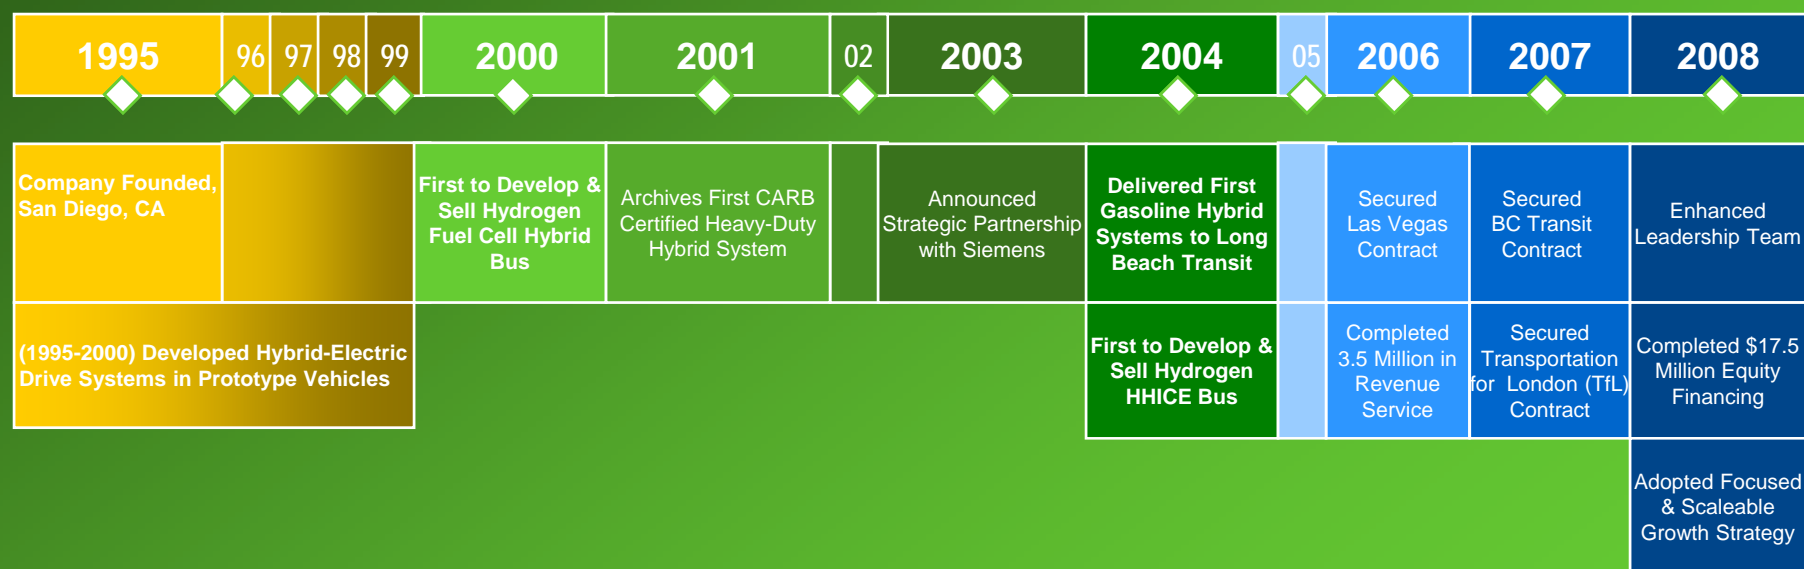 1995
96
97
98
99
2000
2001
02
2003
2004
05
2006
2007
2008
Company Founded,
San Diego, CA
First to Develop &
Sell Hydrogen
Fuel Cell Hybrid
Bus
Archives First CARB
Certified Heavy-Duty
Hybrid System
Announced
Strategic Partnership
with Siemens
Delivered First
Gasoline Hybrid
Systems to Long
Beach Transit
Secured
Las Vegas
Contract
Secured
BC Transit
Contract
Enhanced
Leadership Team
(1995-2000) Developed Hybrid-Electric
Drive Systems in Prototype Vehicles
First to Develop &
Sell Hydrogen
HHICE Bus
Completed
3.5 Million in
Revenue
Service
Secured
Transportation
for London (TfL)
Contract
Completed $17.5
Million Equity
Financing
Adopted Focused
& Scaleable
Growth Strategy